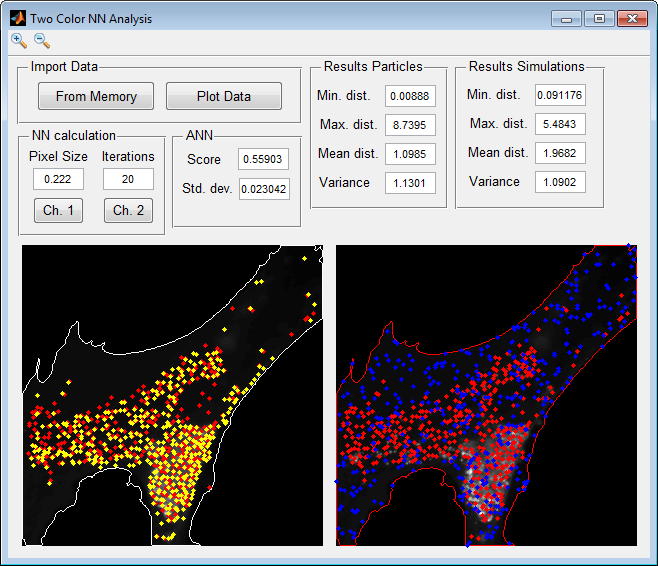 Two Color NN Analysis
Import Data
From Memory
Plot Data
NN calculation
Pixel Size
Iterations
0.222
20
Ch. 1
Ch. 2
ANN
Score
0.55903
Std. dev.
0.023042
Results Particles
Min. dist.
0.00888
Max. dist.
8.7395
Mean dist.
1.0985
Variance
1.1301
Results Simulations
Min. dist.
0.091176
Max. dist.
5.4843
Mean dist.
1.9682
Variance
1.0902